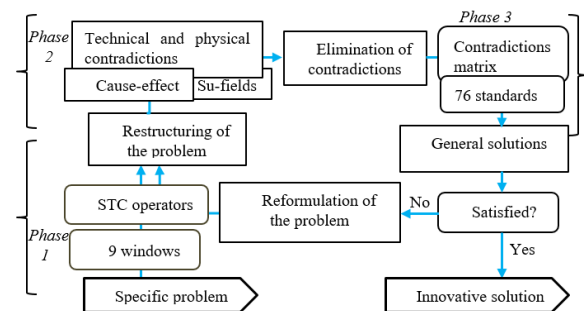 Phase 3
Phase
2
Technical and physical
contradictions
Elimination of
contradictions
Contradictions
matrix
Cause-effect
Su-fields
76 standards
Restructuring of
the problem
General solutions
STC operators
Reformulation of
the problem
No
Satisfied?
Phase
1
9 windows
Yes
Specific problem
Innovative solution